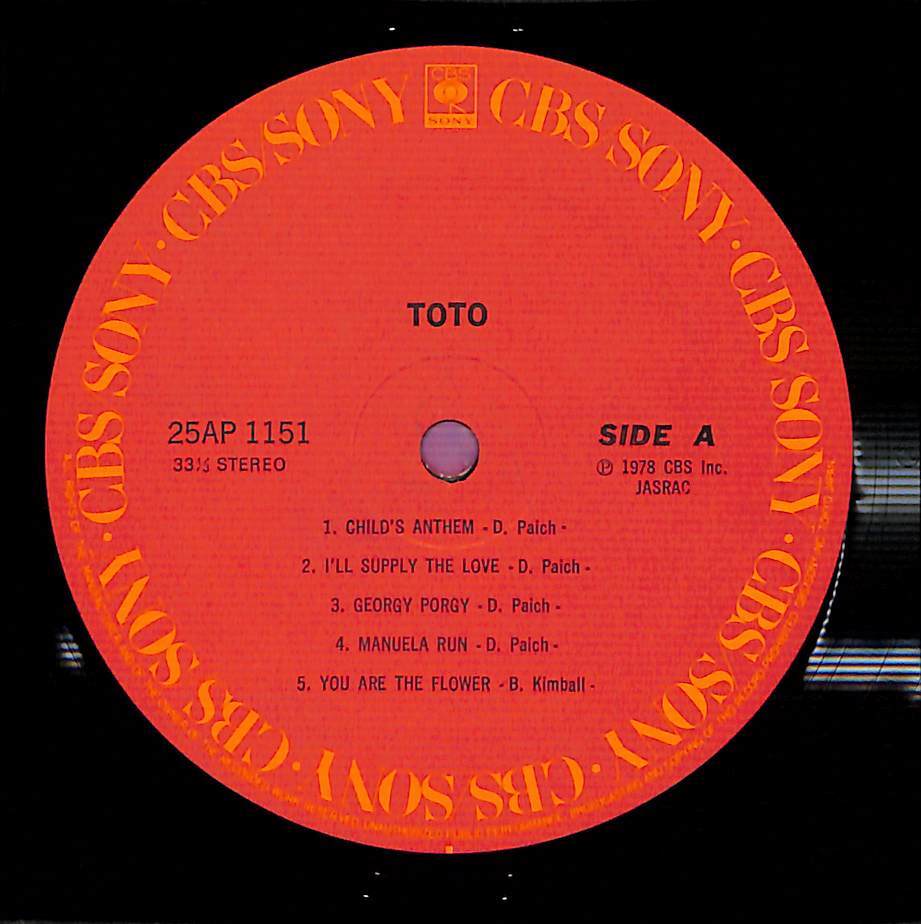 CBS
SONY
CBS SONY · CBS SONY · CBS/SONY · CBS SONY · CBS SONY · CBS SONY · CBS/SONY
TOTO
25AP 1151
33⅓ STEREO
SIDE A
℗ 1978 CBS Inc.
JASRAC
1. CHILD'S ANTHEM - D. Paich -
2. I'LL SUPPLY THE LOVE - D. Paich -
3. GEORGY PORGY - D. Paich -
4. MANUELA RUN - D. Paich -
5. YOU ARE THE FLOWER - B. Kimball -